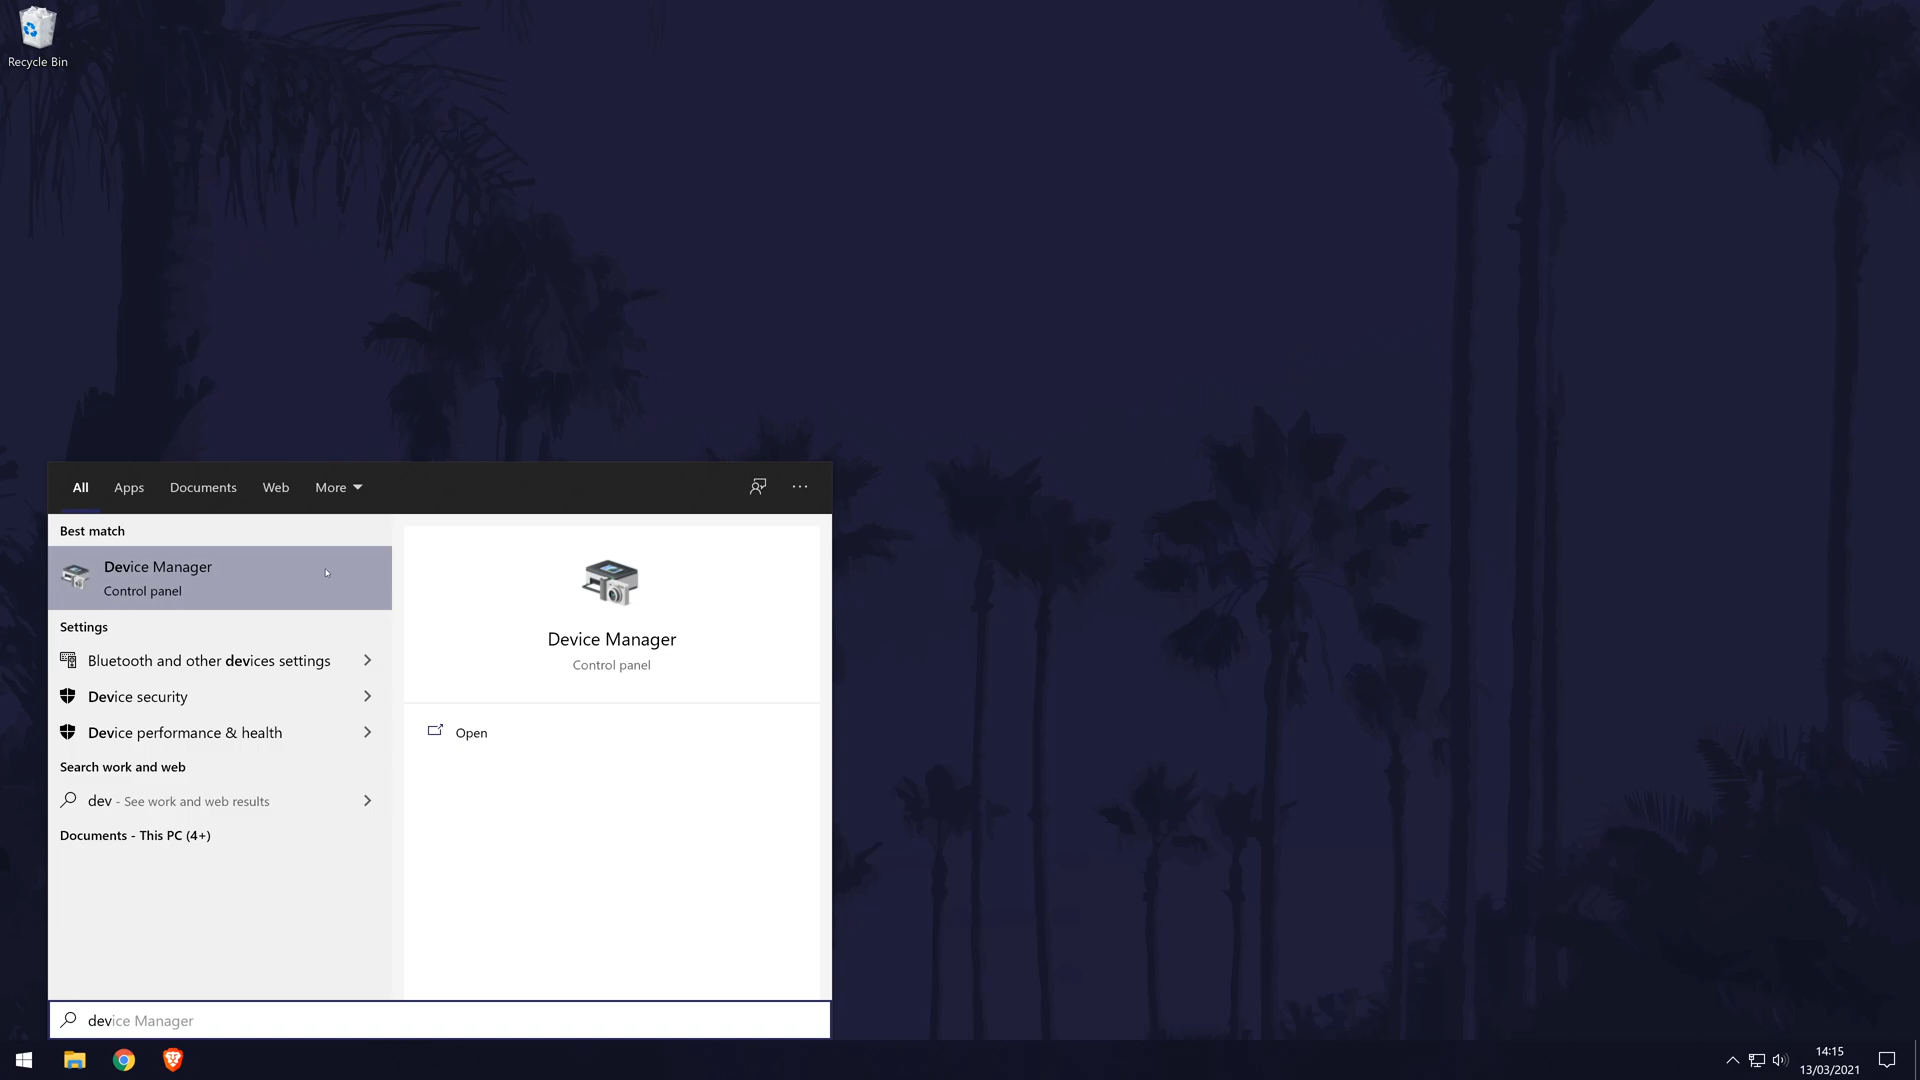 Recycle Bin
All Apps Documents Web More
Best match
Device Manager
Control panel
Settings
Bluetooth and other devices settings
Device security
Device performance & health
Search work and web
dev - See work and web results
Documents - This PC (4+)
Device Manager
Control panel
Open
device Manager
14:15
13/03/2021